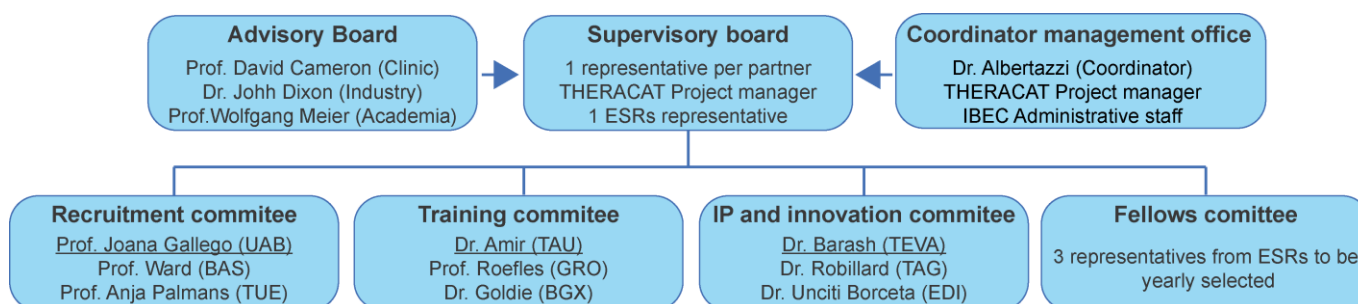 Advisory Board
Prof. David Cameron (Clinic)
Dr. Johh Dixon (Industry)
Prof.Wolfgang Meier (Academia)
Supervisory board
1 representative per partner
THERACAT Project manager
1 ESRs representative
Coordinator management office
Dr. Albertazzi (Coordinator)
THERACAT Project manager
IBEC Administrative staff
Recruitment commitee
Prof. Joana Gallego (UAB)
Prof. Ward (BAS)
Prof. Anja Palmans (TUE)
Training commitee
Dr. Amir (TAU)
Prof. Roefles (GRO)
Dr. Goldie (BGX)
IP and innovation commitee
Dr. Barash (TEVA)
Dr. Robillard (TAG)
Dr. Unciti Borceta (EDI)
Fellows comittee
3 representatives from ESRs to be
yearly selected